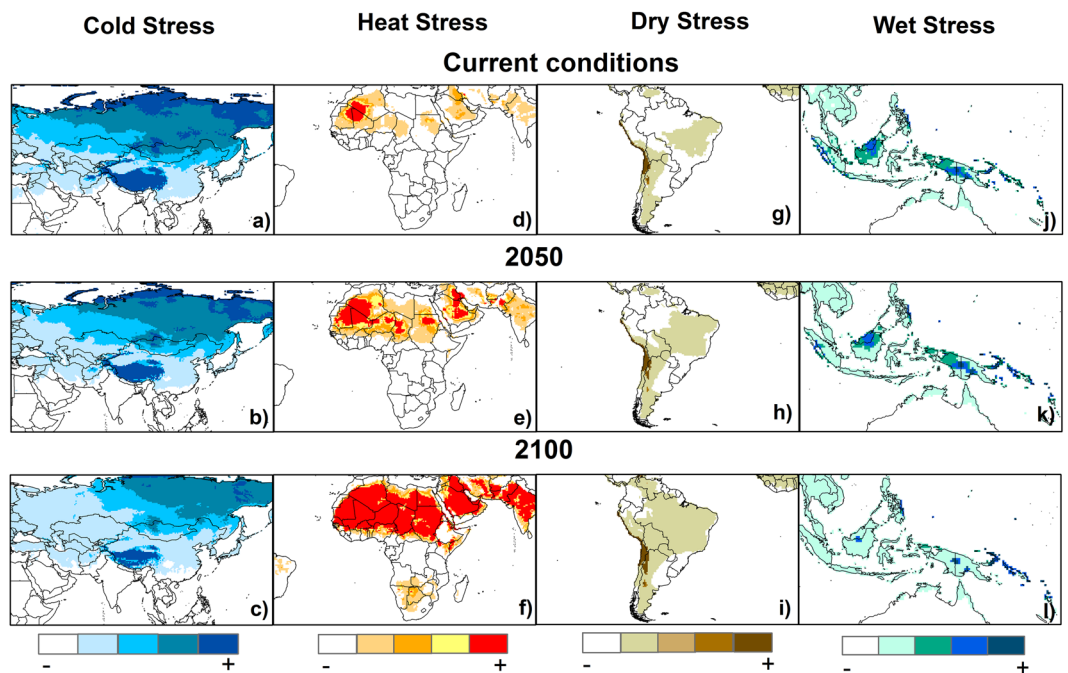 Cold Stress Heat Stress Dry Stress Wet Stress
Current conditions
a) d) g) j)
2050
b) e) h) k)
2100
c) f) i) l)
- + - + - + - +